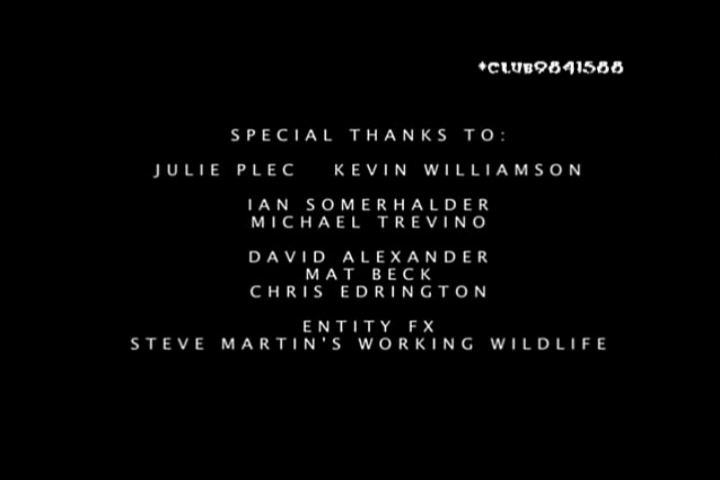 *CLUB9841588
SPECIAL THANKS TO:
JULIE PLEC KEVIN WILLIAMSON
IAN SOMERHALDER
MICHAEL TREVINO
DAVID ALEXANDER
MAT BECK
CHRIS EDRINGTON
ENTITY FX
STEVE MARTIN'S WORKING WILDLIFE